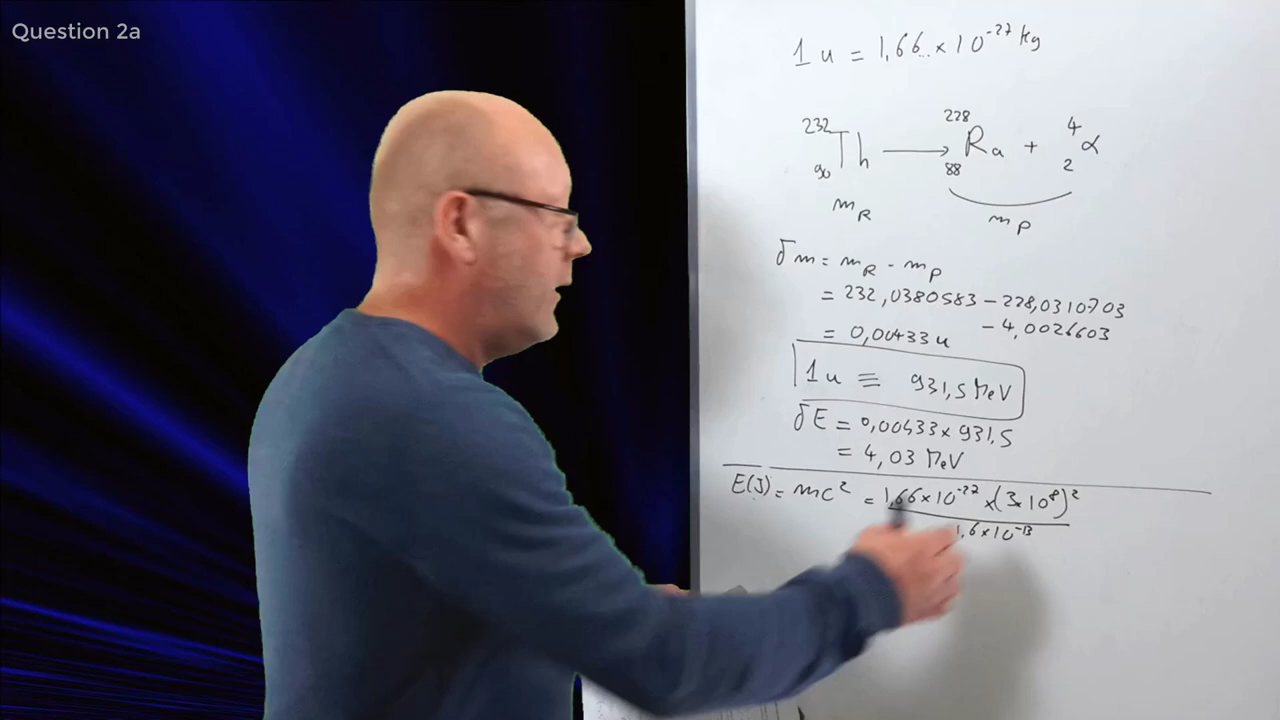 Question 2a
1 u = 1,66.. × 10⁻²⁷ kg
²³²₉₀Th → ²²⁸₈₈Ra + ⁴₂α
m_R m_P
δm = m_R - m_P
= 232,0380583 - 228,0310703
- 4,0026603
= 0,00433u
1u ≡ 931,5 MeV
δE = 0,00433 × 931,5
= 4,03 MeV
E(J) = mc² = 1,66 × 10⁻²⁷ × (3×10⁸)²
1,6 × 10⁻¹³